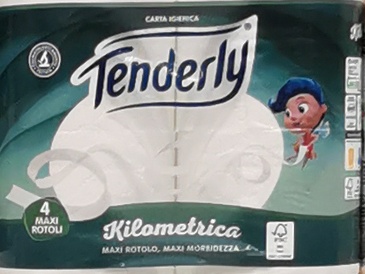 CARTA IGIENICA
Tenderly
4
MAXI
ROTOLI
Kilometrica
MAXI ROTOLO, MAXI MORBIDEZZA
FSC